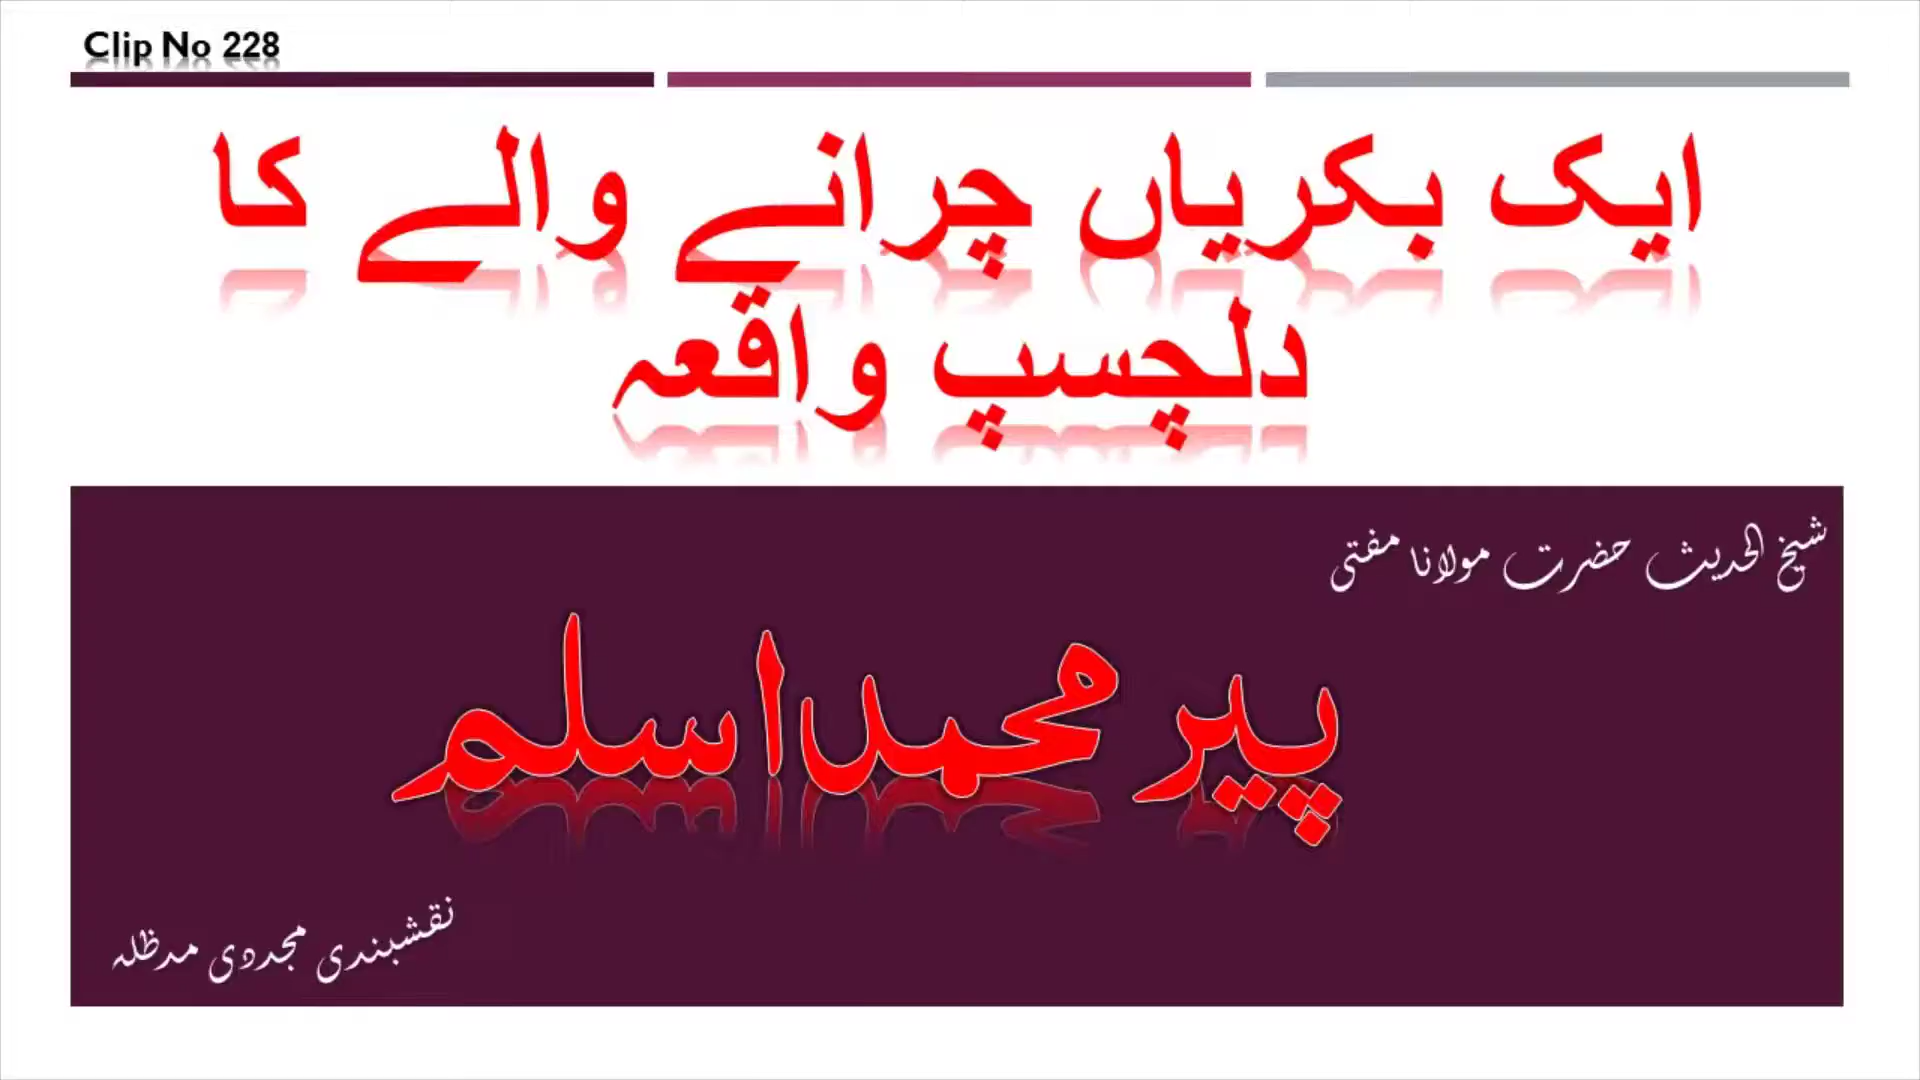 Clip No 228
ایک بکریاں چرانے والے کا
دلچسپ واقعہ
شیخ الحدیث حضرت مولانا مفتی
پیر محمد اسلم
نقشبندی مجددی مدظلہ